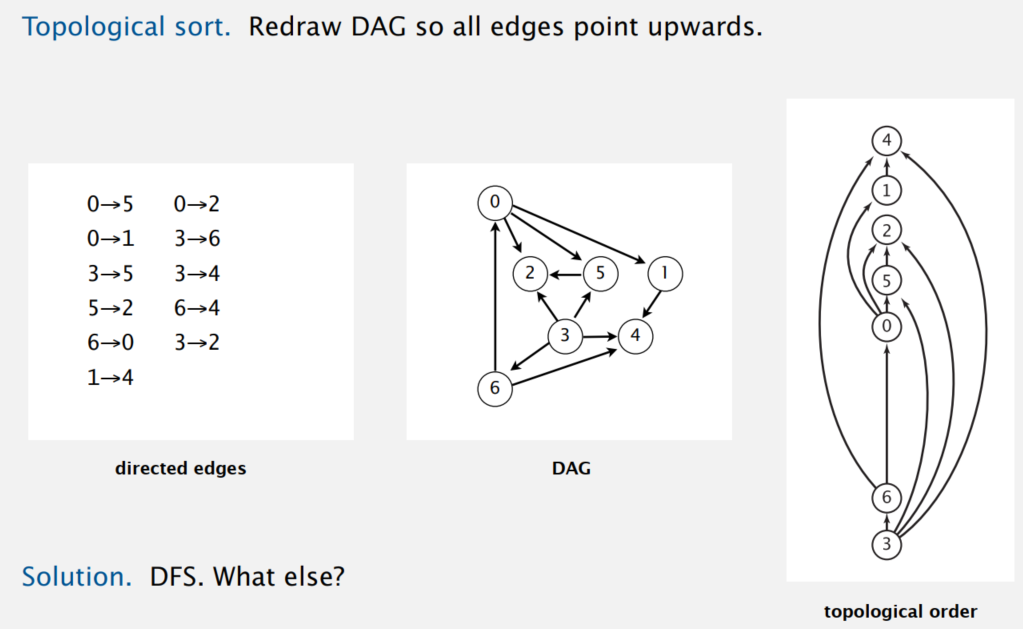 Topological sort. Redraw DAG so all edges point upwards.
0→5 0→2
0→1 3→6
3→5 3→4
5→2 6→4
6→0 3→2
1→4
directed edges
0
2 5 1
3 4
6
DAG
4
1
2
5
0
6
3
topological order
Solution. DFS. What else?